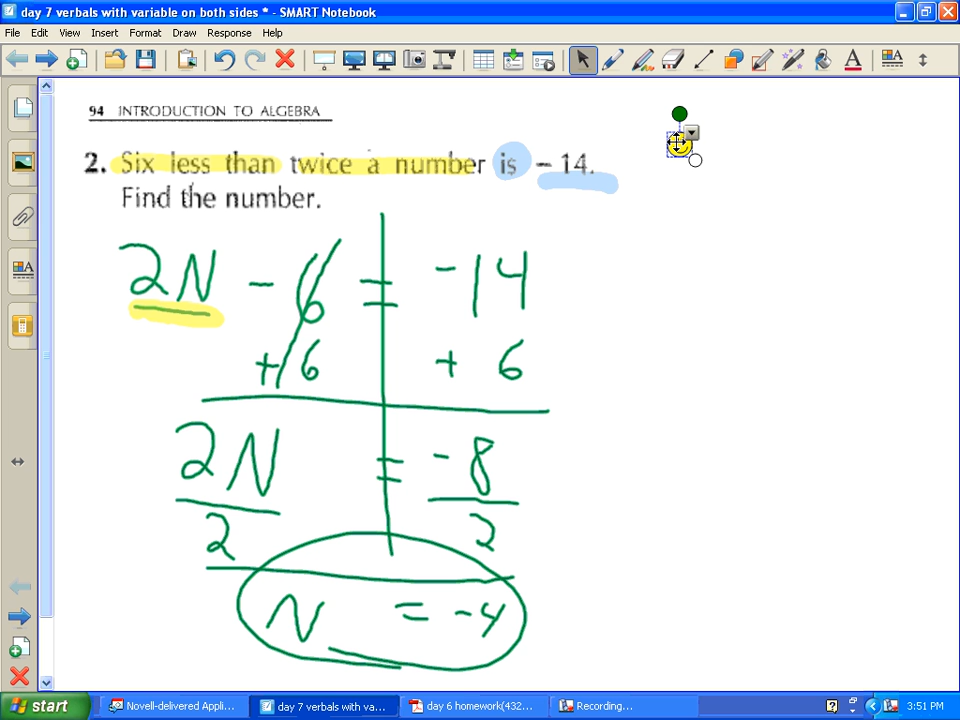 day 7 verbals with variable on both sides * - SMART Notebook
File Edit View Insert Format Draw Response Help
94 INTRODUCTION TO ALGEBRA
2. Six less than twice a number is - 14.
Find the number.
2N - 6 = -14
+ 6 + 6
2N = -8
2 2
N = -4
start Novell-delivered Appli... day 7 verbals with va... day 6 homework(432... Recording... 3:51 PM